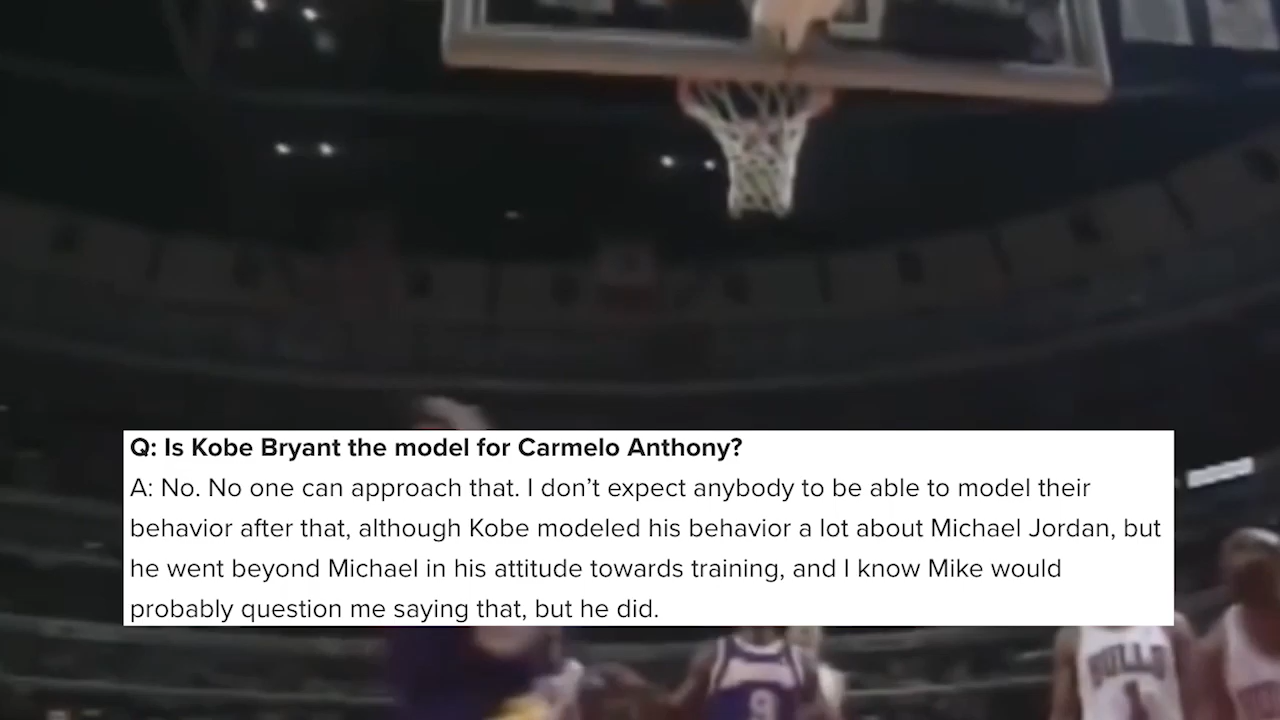 Q: Is Kobe Bryant the model for Carmelo Anthony?
A: No. No one can approach that. I don’t expect anybody to be able to model their
behavior after that, although Kobe modeled his behavior a lot about Michael Jordan, but
he went beyond Michael in his attitude towards training, and I know Mike would
probably question me saying that, but he did.
BULLS
9
1